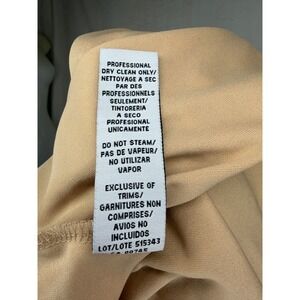 PROFESSIONAL
DRY CLEAN ONLY/
NETTOYAGE A SEC
PAR DES
PROFESSIONNELS
SEULEMENT/
TINTORERIA
A SECO
PROFESIONAL
UNICAMENTE
DO NOT STEAM/
PAS DE VAPEUR/
NO UTILIZAR
VAPOR
EXCLUSIVE OF
TRIMS/
GARNITURES NON
COMPRISES/
AVIOS NO
INCLUIDOS
LOT/LOTE 515343